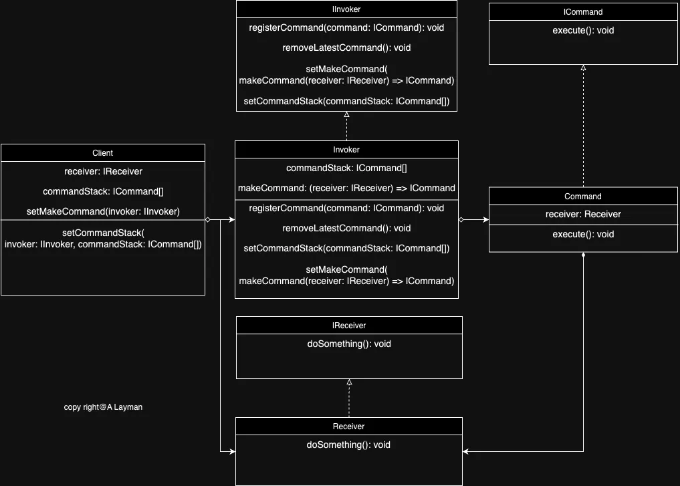 IInvoker
registerCommand(command: ICommand): void
removeLatestCommand(): void
setMakeCommand(
makeCommand(receiver: IReceiver) => ICommand)
setCommandStack(commandStack: ICommand[])
ICommand
execute(): void
Client
receiver: IReceiver
commandStack: ICommand[]
setMakeCommand(invoker: IInvoker)
setCommandStack(
invoker: IInvoker, commandStack: ICommand[])
Invoker
commandStack: ICommand[]
makeCommand: (receiver: IReceiver) => ICommand
registerCommand(command: ICommand): void
removeLatestCommand(): void
setCommandStack(commandStack: ICommand[])
setMakeCommand(
makeCommand(receiver: IReceiver) => ICommand)
Command
receiver: Receiver
execute(): void
IReceiver
doSomething(): void
copy right@A Layman
Receiver
doSomething(): void